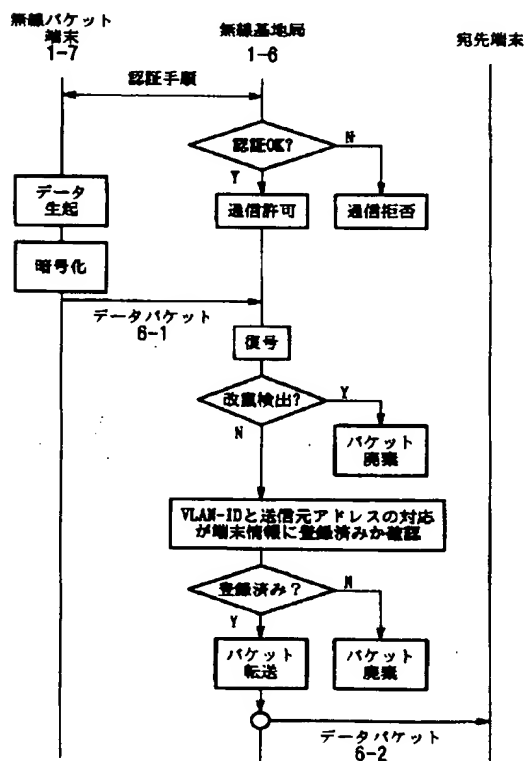 無線パケット
端末
1-7
無線基地局
1-6
宛先端末
認証手順
認証OK?
N
Y
データ
生起
通信許可
通信拒否
暗号化
データパケット
6-1
復号
改竄検出?
Y
N
パケット
廃棄
VLAN-IDと送信元アドレスの対応
が端末情報に登録済みか確認
登録済み?
N
Y
パケット
転送
パケット
廃棄
データパケット
6-2